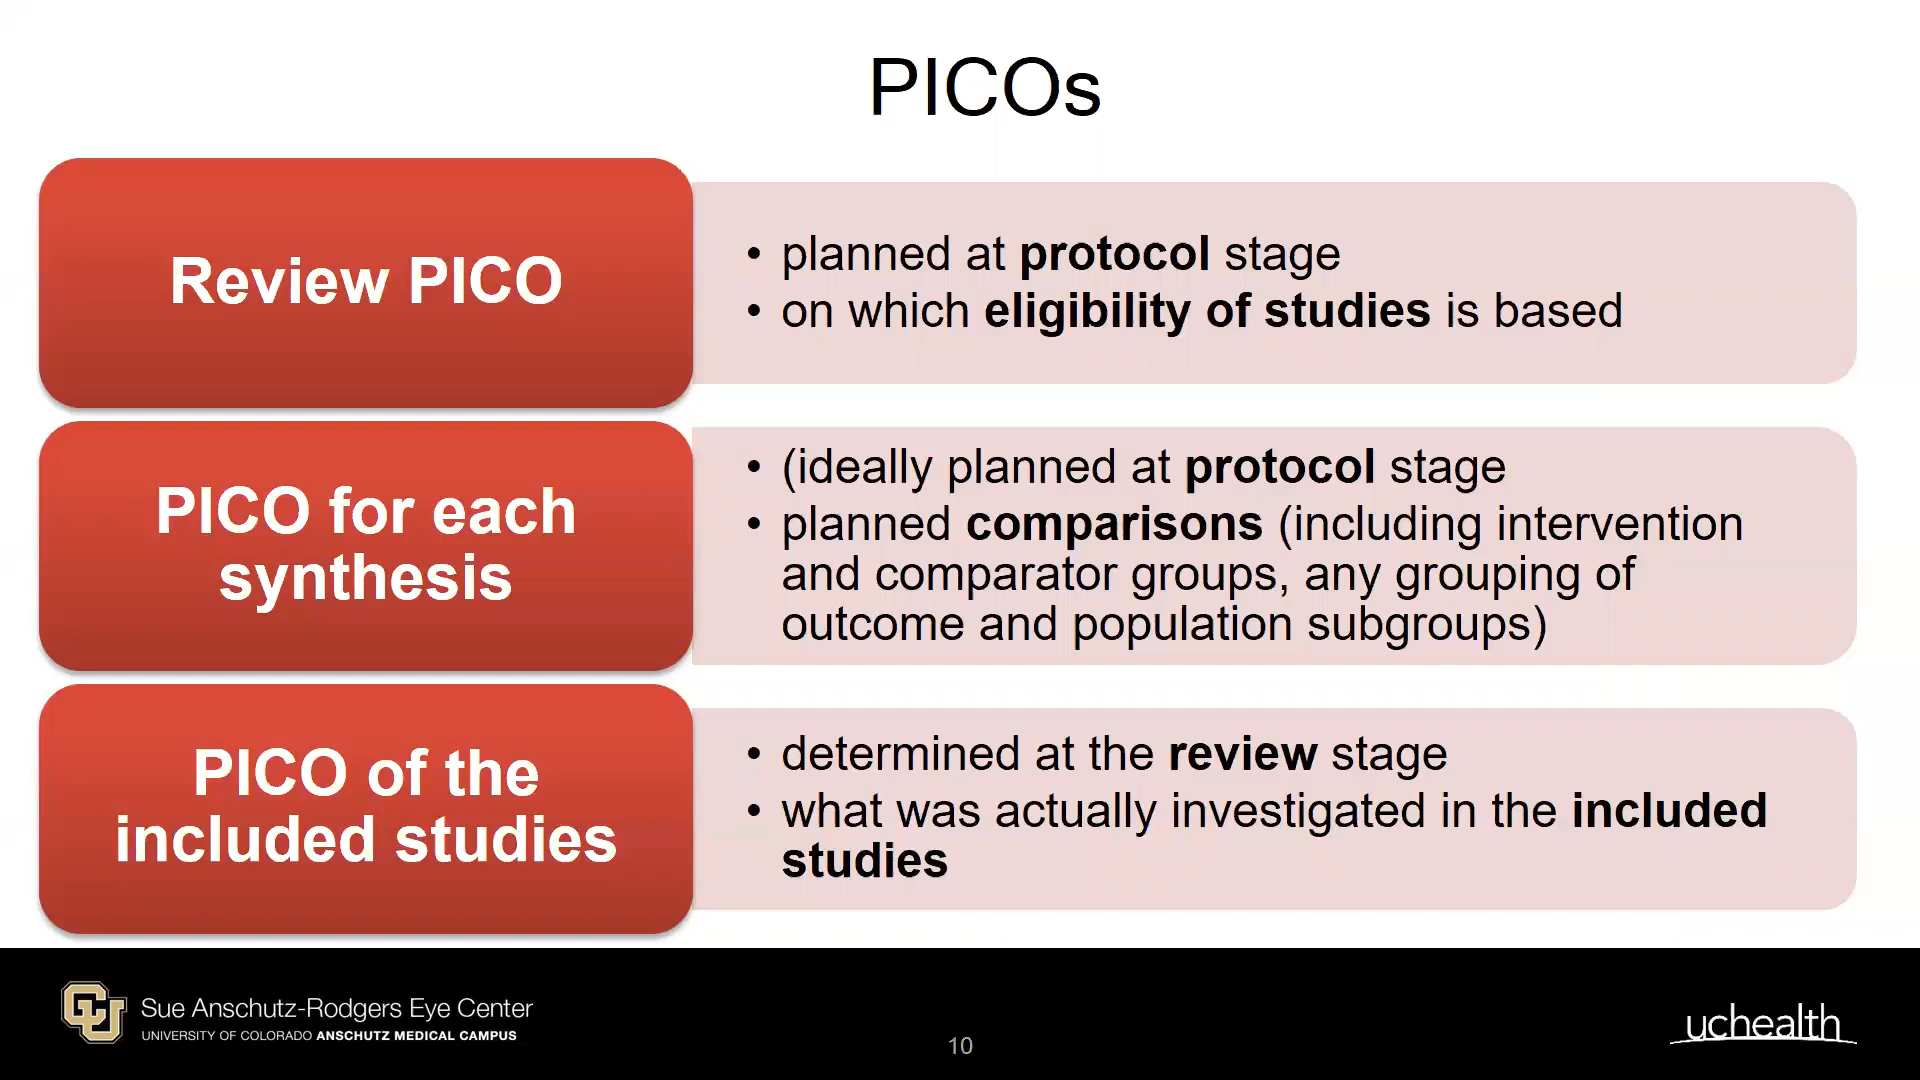 PICOs
Review PICO
• planned at protocol stage
• on which eligibility of studies is based
PICO for each
synthesis
• (ideally planned at protocol stage
• planned comparisons (including intervention
and comparator groups, any grouping of
outcome and population subgroups)
PICO of the
included studies
• determined at the review stage
• what was actually investigated in the included
studies
CU
Sue Anschutz-Rodgers Eye Center
UNIVERSITY OF COLORADO ANSCHUTZ MEDICAL CAMPUS
10
uchealth